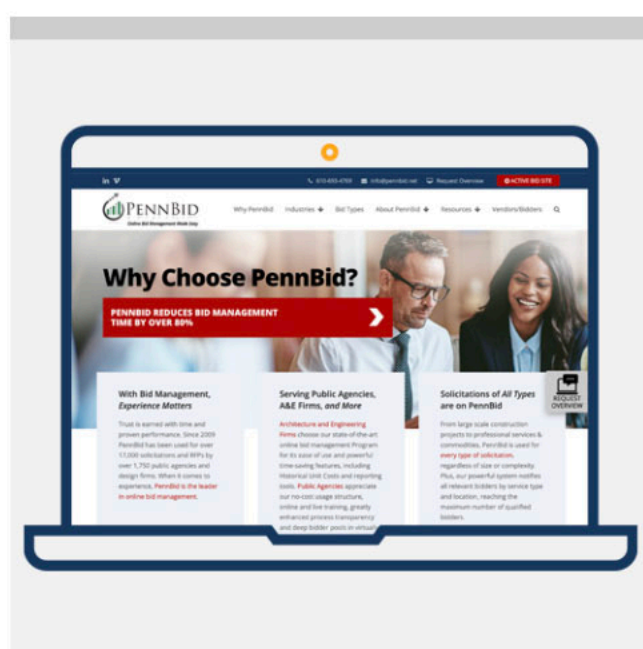 in
610-693-4769 info@pennbid.net Request Overview ACTIVE BID SITE
PENNBID
Online Bid Management Made Easy
Why PennBid Industries Bid Types About PennBid Resources Vendors/Bidders
Why Choose PennBid?
PENNBID REDUCES BID MANAGEMENT
TIME BY OVER 80%
REQUEST
OVERVIEW
With Bid Management,
Experience Matters
Trust is earned with time and
proven performance. Since 2009
PennBid has been used for over
17,000 solicitations and RFPs by
over 1,750 public agencies and
design firms. When it comes to
experience, PennBid is the leader
in online bid management.
Serving Public Agencies,
A&E Firms, and More
Architecture and Engineering
Firms choose our state-of-the-art
online bid management Program
for its ease of use and powerful
time-saving features, including
Historical Unit Costs and reporting
tools. Public Agencies appreciate
our no-cost usage structure,
online and live training, greatly
enhanced process transparency
and deep bidder pools in virtually
Solicitations of All Types
are on PennBid
From large scale construction
projects to professional services &
commodities, PennBid is used for
every type of solicitation,
regardless of size or complexity.
Plus, our powerful system notifies
all relevant bidders by service type
and location, reaching the
maximum number of qualified
bidders.